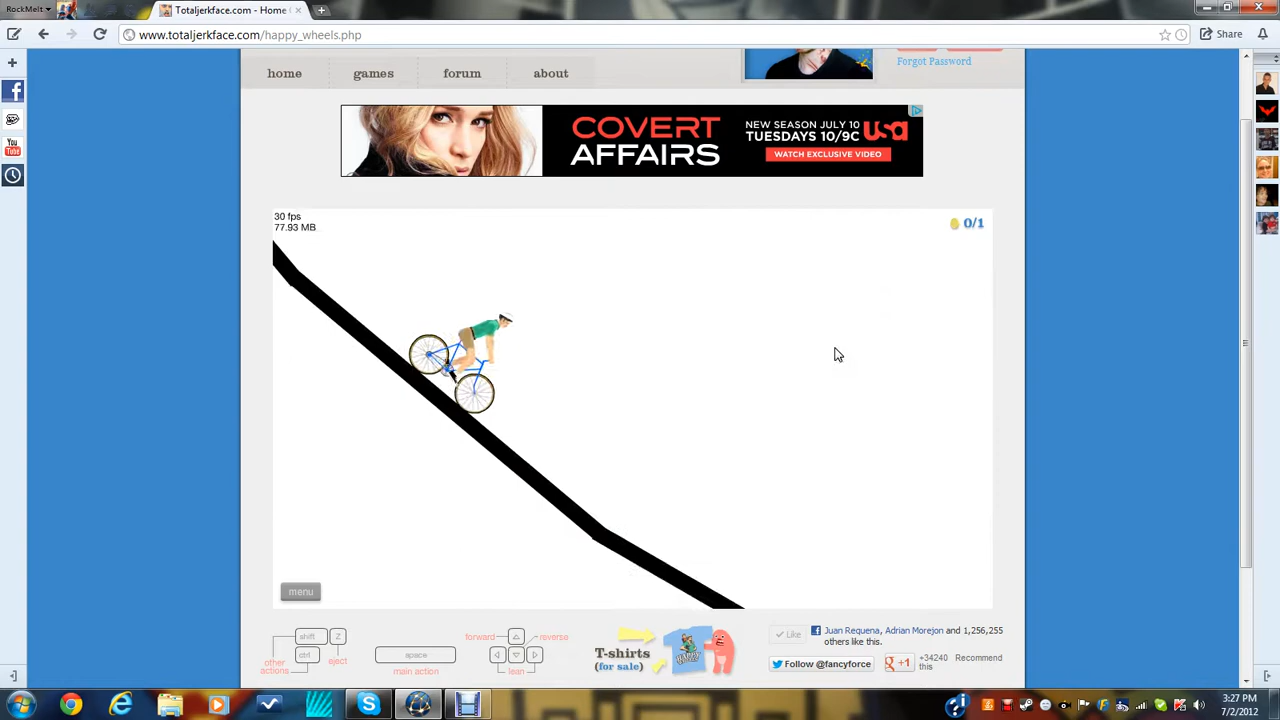 RockMelt
Totaljerkface.com - Home
www.totaljerkface.com/happy_wheels.php
Share
home games forum about
Forgot Password
COVERT
AFFAIRS
NEW SEASON JULY 10
TUESDAYS 10/9C
usa
WATCH EXCLUSIVE VIDEO
30 fps
77.93 MB
0/1
menu
shift Z
ctrl
eject
other
actions
space
main action
forward reverse
lean
T-shirts
(for sale)
Like
Juan Requena, Adrian Morejon and 1,256,255
others like this.
Follow @fancyforce
+1
+34240 Recommend
this
You
Tube
3:27 PM
7/2/2012